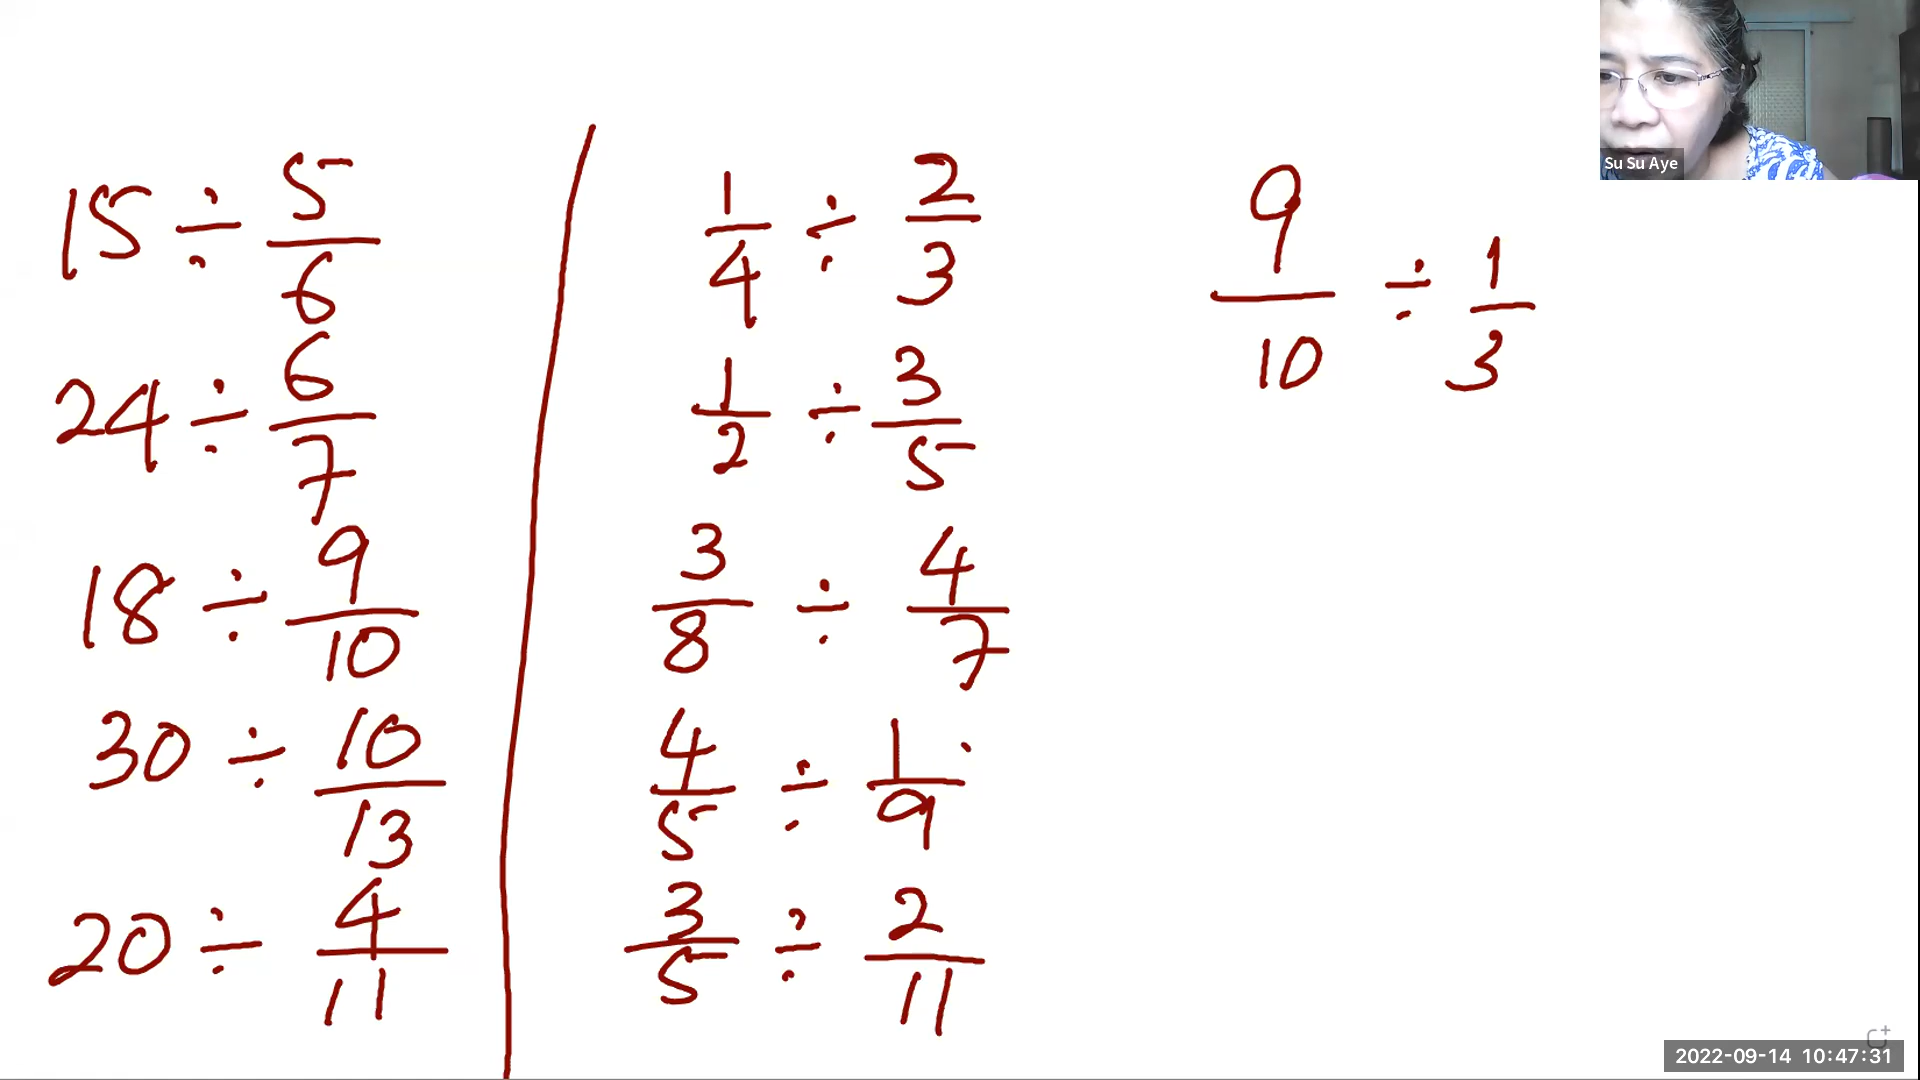 15 ÷ 5/6
24 ÷ 6/7
18 ÷ 9/10
30 ÷ 10/13
20 ÷ 4/11
1/4 ÷ 2/3
1/2 ÷ 3/5
3/8 ÷ 4/7
4/5 ÷ 1/9
3/5 ÷ 2/11
9/10 ÷ 1/3
Su Su Aye
2022-09-14 10:47:31